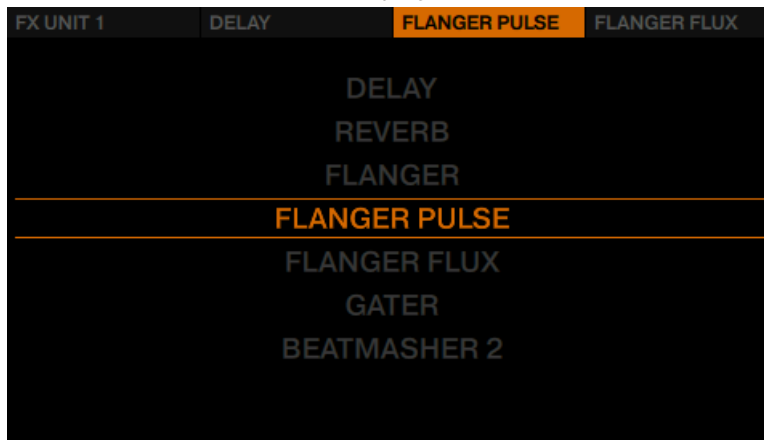 FX UNIT 1 DELAY FLANGER PULSE FLANGER FLUX
DELAY
REVERB
FLANGER
FLANGER PULSE
FLANGER FLUX
GATER
BEATMASHER 2